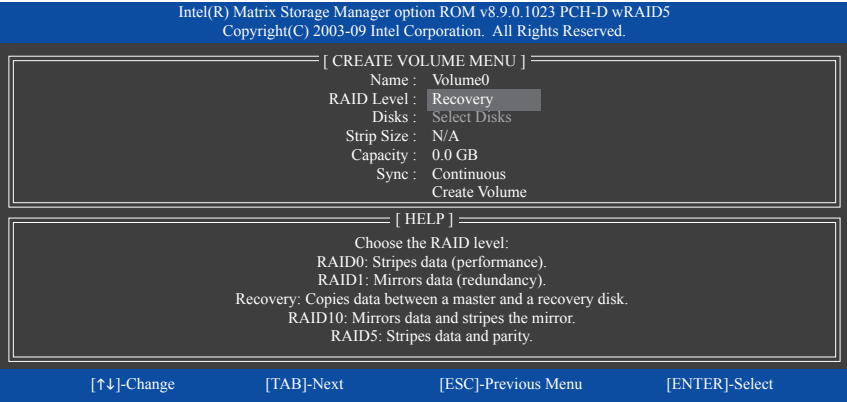 Intel(R) Matrix Storage Manager option ROM v8.9.0.1023 PCH-D wRAID5
Copyright(C) 2003-09 Intel Corporation. All Rights Reserved.
[ CREATE VOLUME MENU ]
Name : Volume0
RAID Level : Recovery
Disks : Select Disks
Strip Size : N/A
Capacity : 0.0 GB
Sync : Continuous
Create Volume
[ HELP ]
Choose the RAID level:
RAID0: Stripes data (performance).
RAID1: Mirrors data (redundancy).
Recovery: Copies data between a master and a recovery disk.
RAID10: Mirrors data and stripes the mirror.
RAID5: Stripes data and parity.
[↑↓]-Change [TAB]-Next [ESC]-Previous Menu [ENTER]-Select